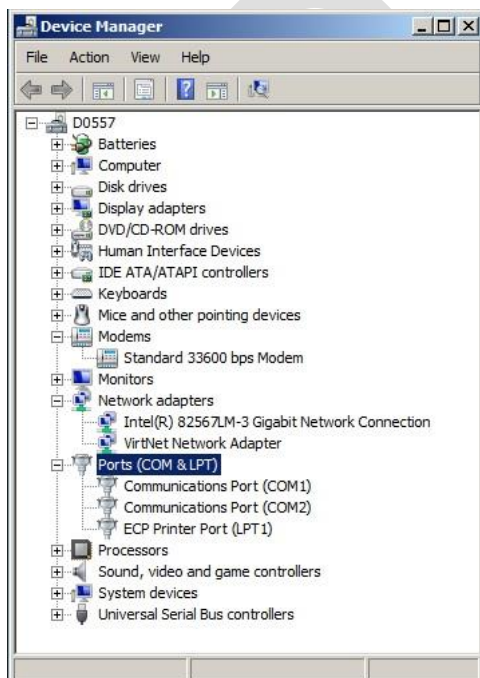 Device Manager
File Action View Help
D0557
Batteries
Computer
Disk drives
Display adapters
DVD/CD-ROM drives
Human Interface Devices
IDE ATA/ATAPI controllers
Keyboards
Mice and other pointing devices
Modems
Standard 33600 bps Modem
Monitors
Network adapters
Intel(R) 82567LM-3 Gigabit Network Connection
VirtNet Network Adapter
Ports (COM & LPT)
Communications Port (COM1)
Communications Port (COM2)
ECP Printer Port (LPT1)
Processors
Sound, video and game controllers
System devices
Universal Serial Bus controllers